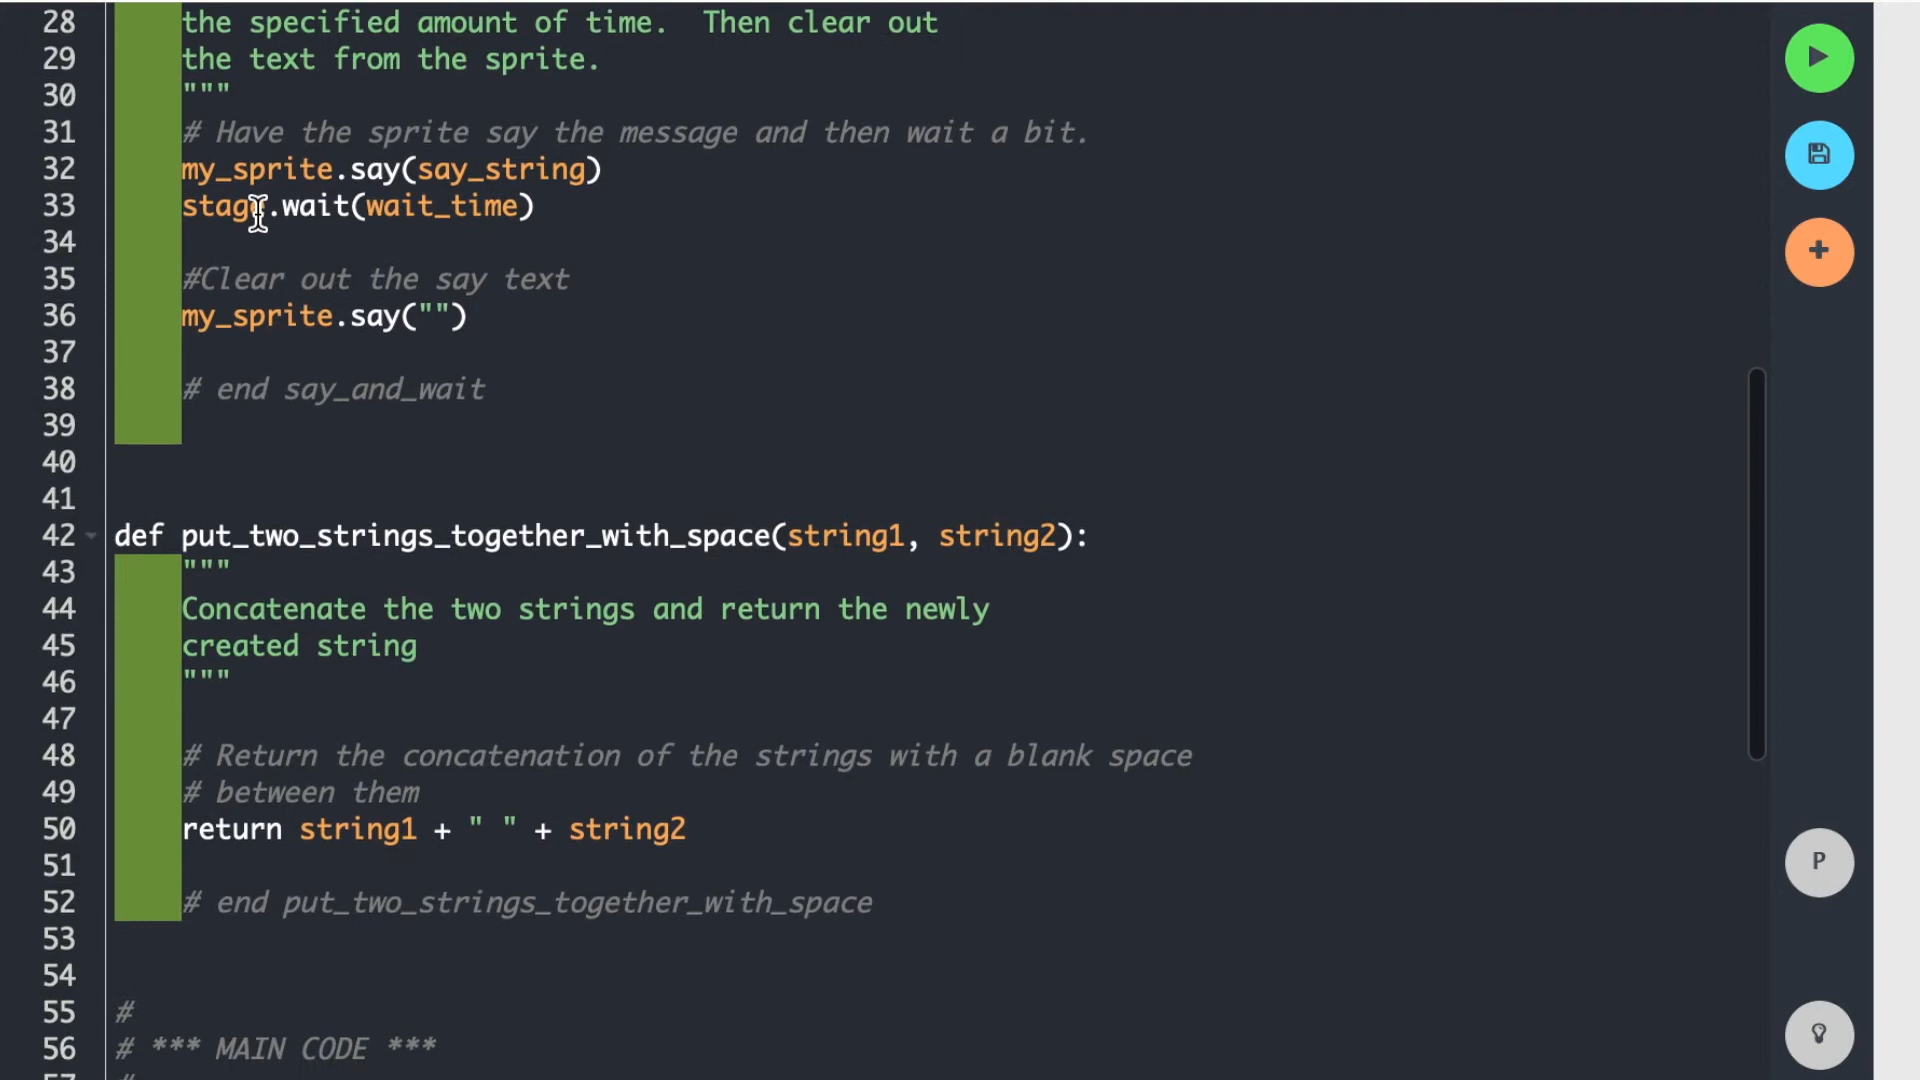 28 the specified amount of time.  Then clear out
29 the text from the sprite.
30 """
31 # Have the sprite say the message and then wait a bit.
32 my_sprite.say(say_string)
33 stage.wait(wait_time)
34
35 #Clear out the say text
36 my_sprite.say("")
37
38 # end say_and_wait
39
40
41
42 def put_two_strings_together_with_space(string1, string2):
43 """
44 Concatenate the two strings and return the newly
45 created string
46 """
47
48 # Return the concatenation of the strings with a blank space
49 # between them
50 return string1 + " " + string2
51
52 # end put_two_strings_together_with_space
53
54
55 #
56 # *** MAIN CODE ***
57 #
P